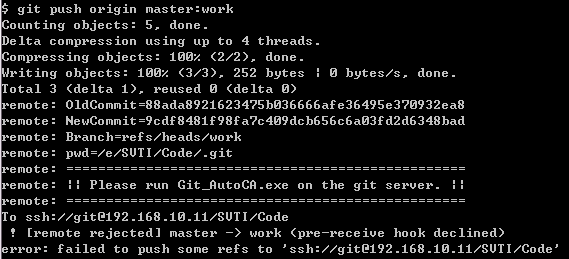 $ git push origin master:work
Counting objects: 5, done.
Delta compression using up to 4 threads.
Compressing objects: 100% (2/2), done.
Writing objects: 100% (3/3), 252 bytes ¦ 0 bytes/s, done.
Total 3 (delta 1), reused 0 (delta 0)
remote: OldCommit=88ada8921623475b036666afe36495e370932ea8
remote: NewCommit=9cdf8481f98fa7c409dcb656c6a03fd2d6348bad
remote: Branch=refs/heads/work
remote: pwd=/e/SVTI/Code/.git
remote: ================================================
remote: ¦¦ Please run Git_AutoCA.exe on the git server. ¦¦
remote: ================================================
To ssh://git@192.168.10.11/SVTI/Code
 ! [remote rejected] master -> work (pre-receive hook declined)
error: failed to push some refs to 'ssh://git@192.168.10.11/SVTI/Code'